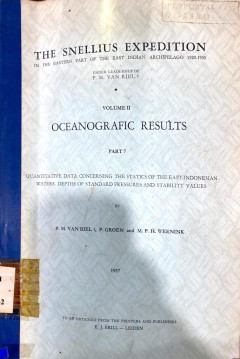 THE SNELLIUS EXPEDITION
IN THE EASTERN PART OF THE EAST INDIAN ARCHIPELAGO 1929-1930
UNDER LEADERSHIP OF
P. M. VAN RIEL †
VOLUME II
OCEANOGRAFIC RESULTS
PART 7
QUANTITATIVE DATA CONCERNING THE STATICS OF THE EAST-INDONESIAN
WATERS. DEPTHS OF STANDARD PRESSURES AND STABILITY VALUES
BY
P. M. VAN RIEL †, P. GROEN AND M. P. H. WEENINK
1957
TO BE OBTAINED FROM THE PRINTERS AND PUBLISHERS
E. J. BRILL — LEIDEN